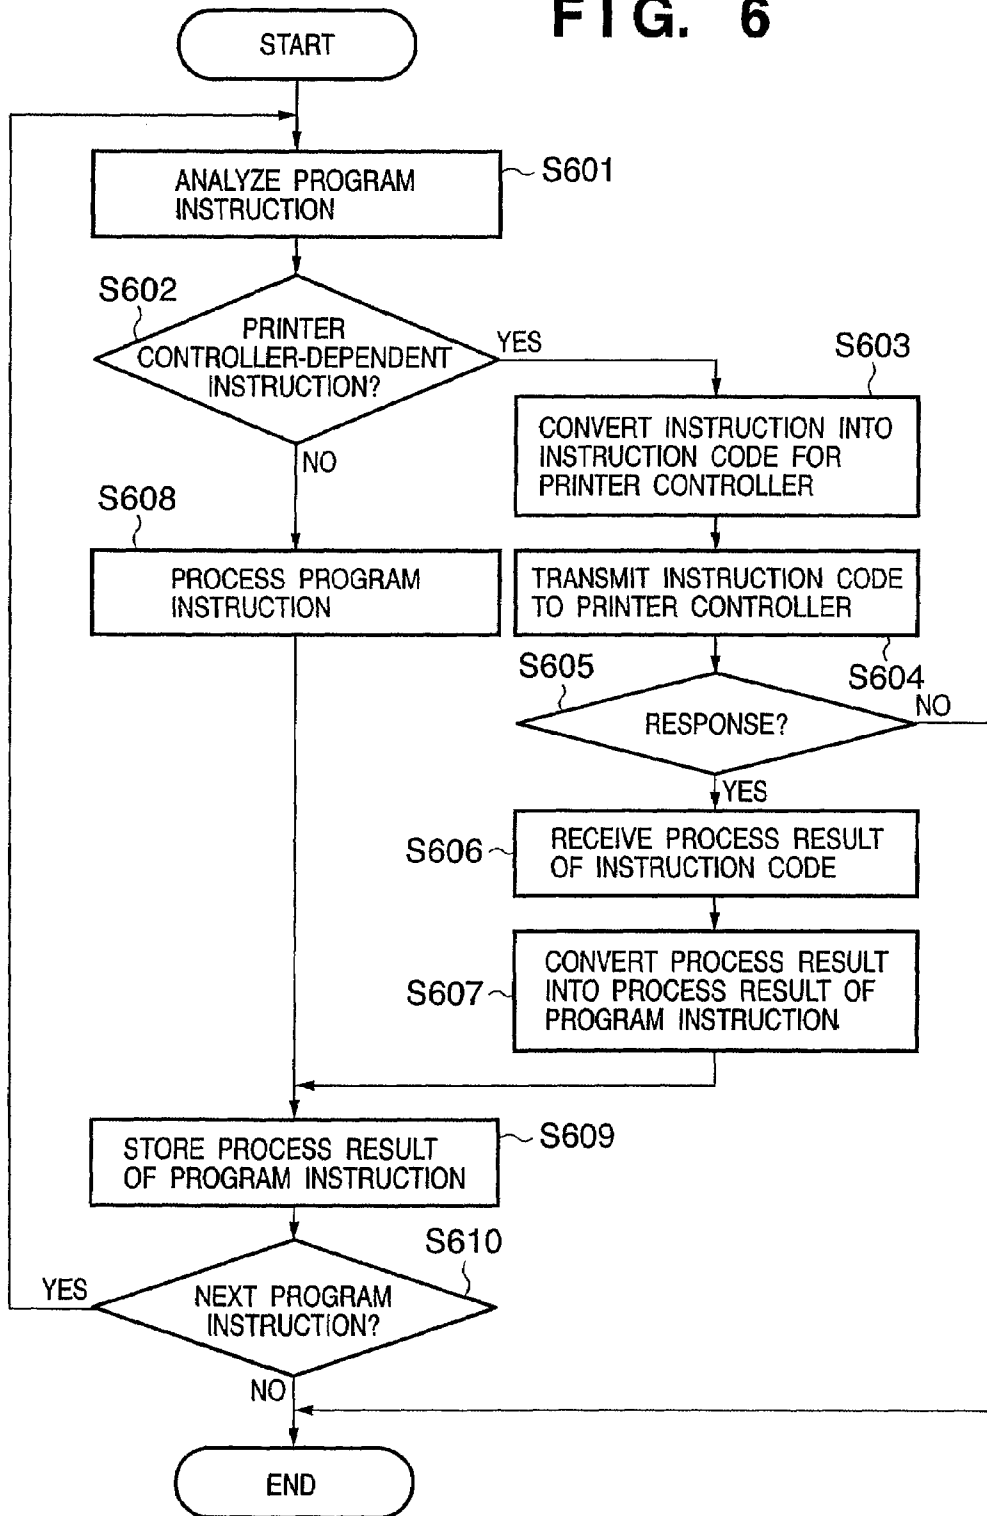 FIG. 6
START
ANALYZE PROGRAM
INSTRUCTION
S601
S602
PRINTER
CONTROLLER-DEPENDENT
INSTRUCTION?
YES
NO
S603
CONVERT INSTRUCTION INTO
INSTRUCTION CODE FOR
PRINTER CONTROLLER
S608
PROCESS PROGRAM
INSTRUCTION
TRANSMIT INSTRUCTION CODE
TO PRINTER CONTROLLER
S604
S605
RESPONSE?
NO
YES
S606
RECEIVE PROCESS RESULT
OF INSTRUCTION CODE
S607
CONVERT PROCESS RESULT
INTO PROCESS RESULT OF
PROGRAM INSTRUCTION
STORE PROCESS RESULT
OF PROGRAM INSTRUCTION
S609
S610
NEXT PROGRAM
INSTRUCTION?
YES
NO
END